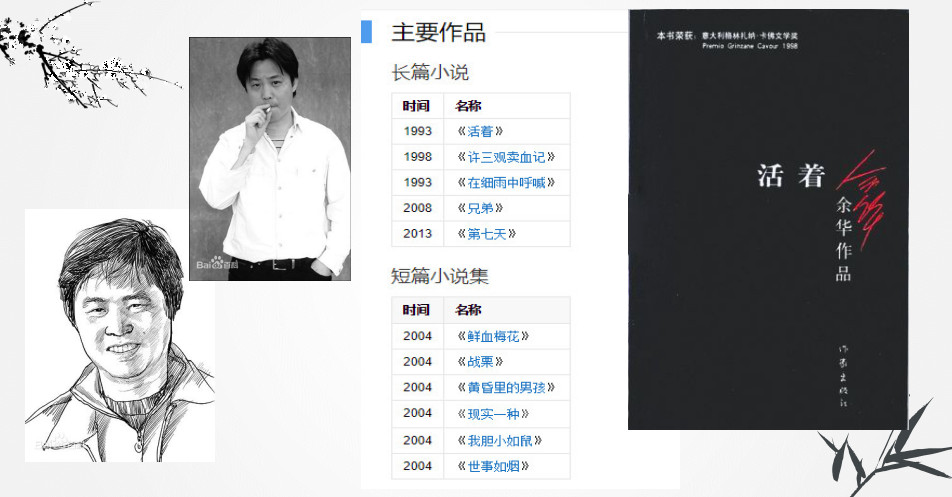 主要作品
长篇小说
时间 名称
1993 《活着》
1998 《许三观卖血记》
1993 《在细雨中呼喊》
2008 《兄弟》
2013 《第七天》
短篇小说集
时间 名称
2004 《鲜血梅花》
2004 《战栗》
2004 《黄昏里的男孩》
2004 《现实一种》
2004 《我胆小如鼠》
2004 《世事如烟》
本书荣获：意大利格林扎纳·卡佛文学奖
Premio Grinzane Cavour 1998
活着
余华
余华作品
作家出版社
Bai百科